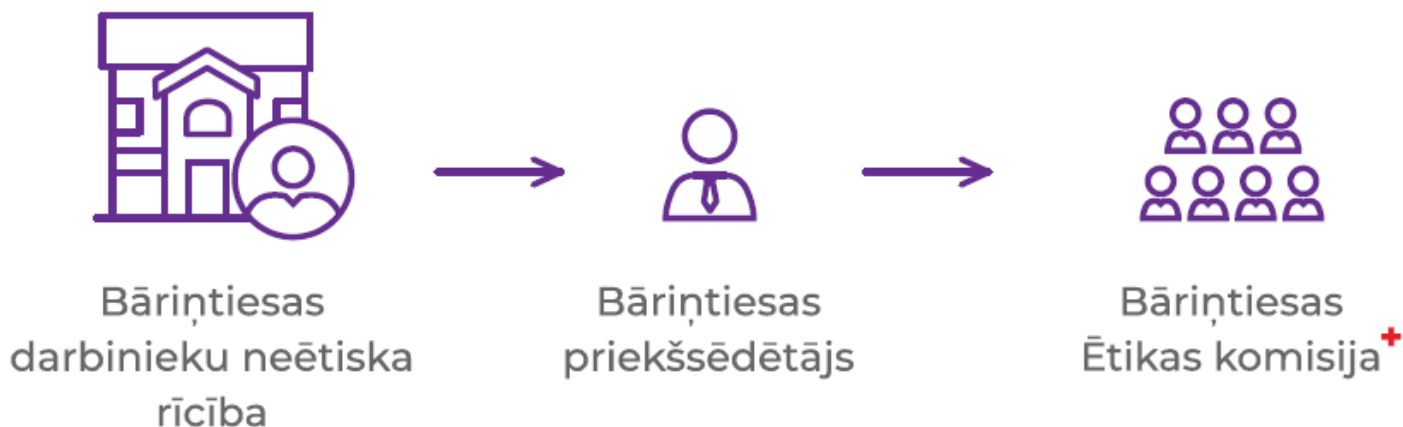 Bāriņtiesas
darbinieku neētiska
rīcība
Bāriņtiesas
priekšsēdētājs
Bāriņtiesas
Ētikas komisija+